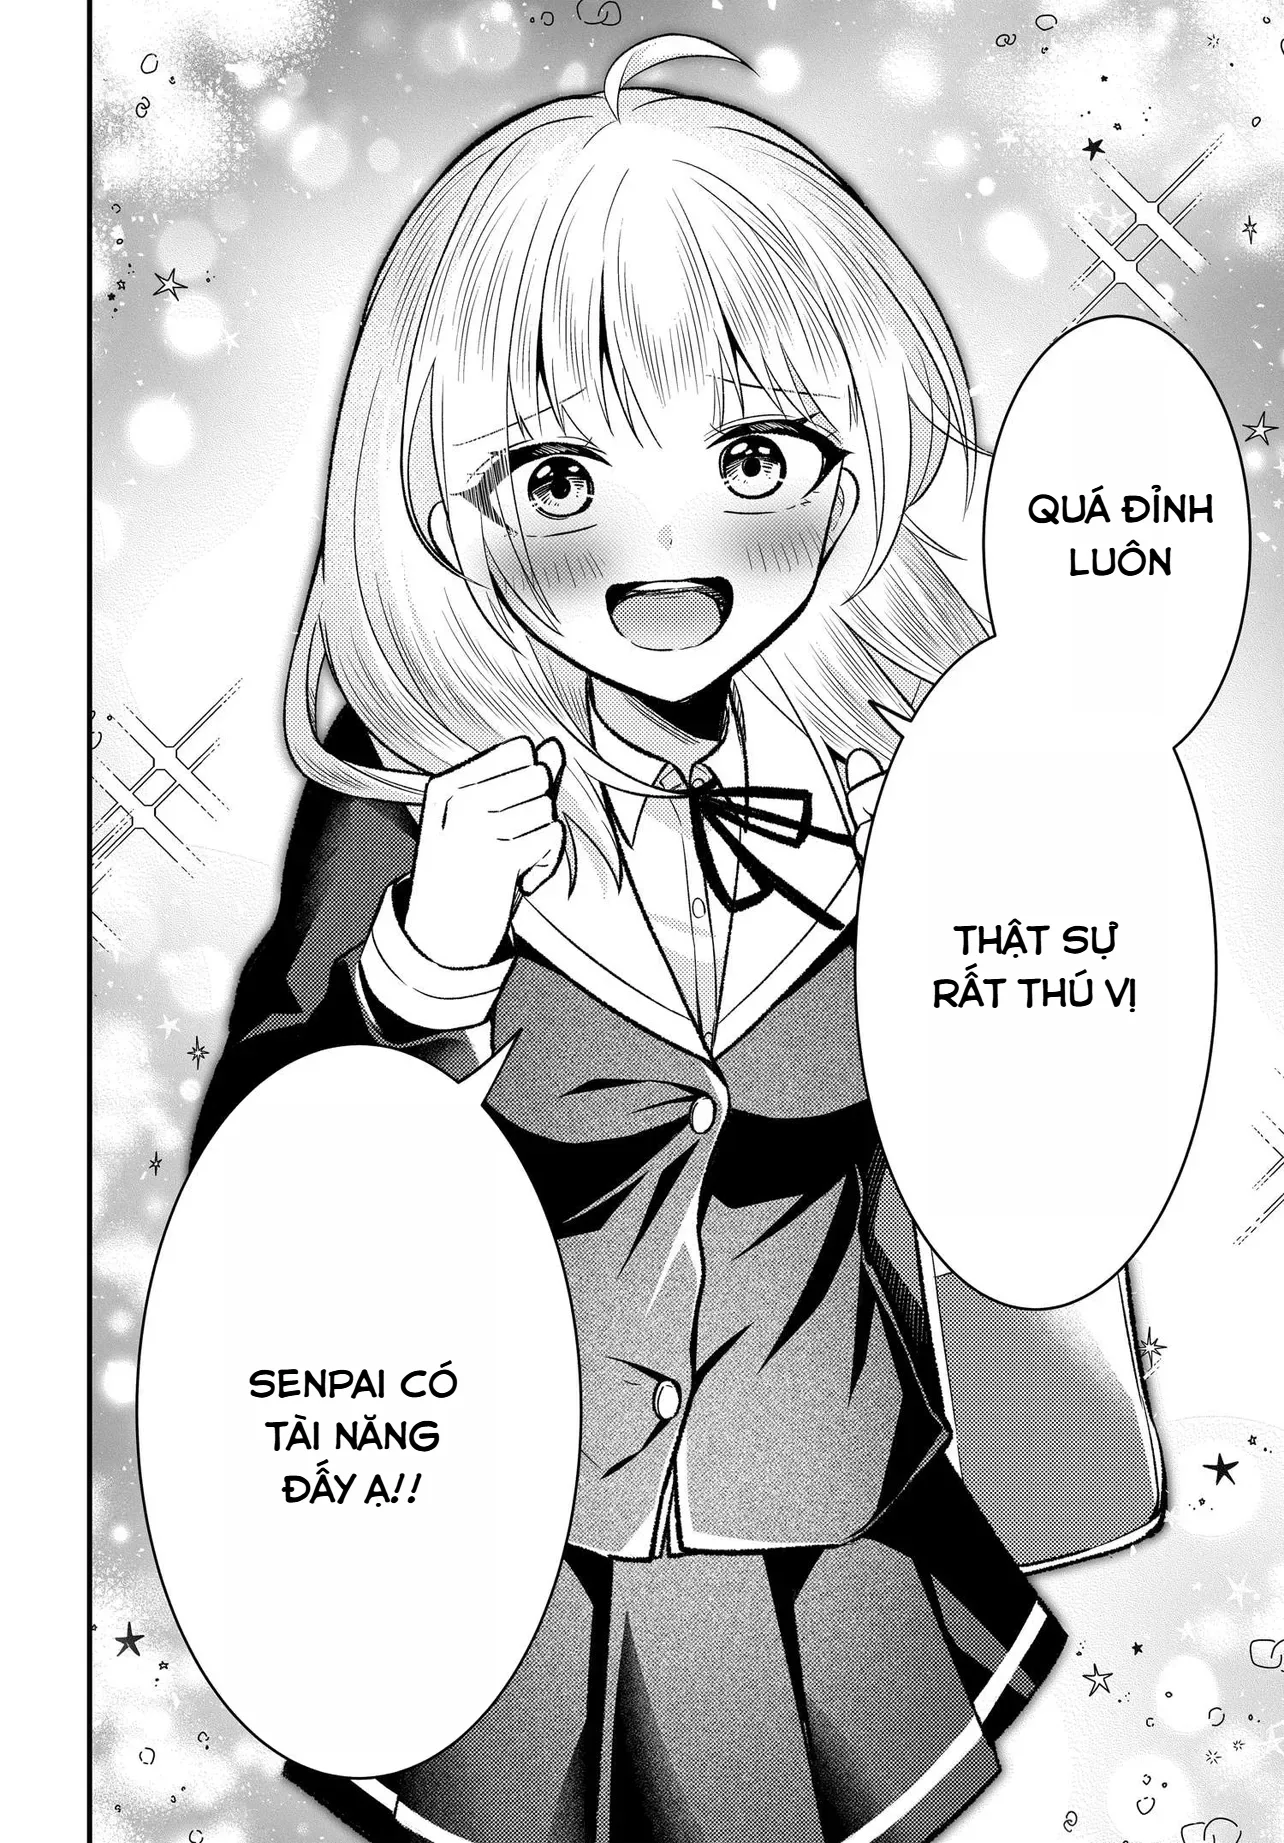 QUÁ ĐỈNH
LUÔN
THẬT SỰ
RẤT THÚ VỊ
SENPAI CÓ
TÀI NĂNG
ĐẤY Ạ!!